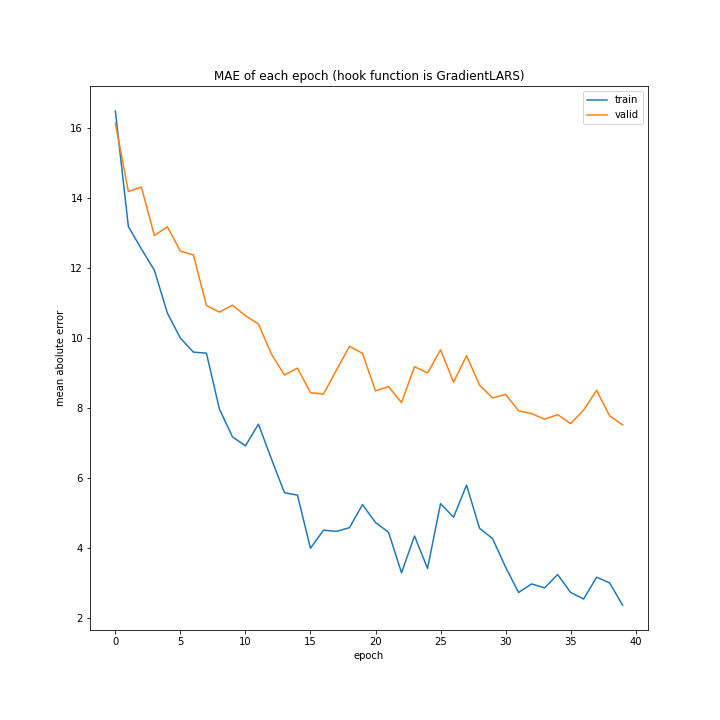 MAE of each epoch (hook function is GradientLARS)
train
valid
16
14
12
10
8
6
4
2
mean abolute error
0 5 10 15 20 25 30 35 40
epoch